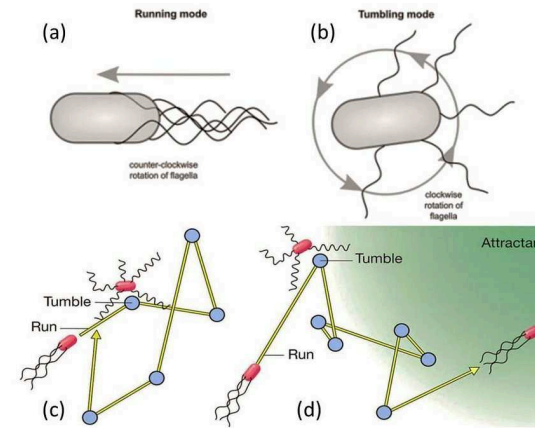 Running mode
(a)
counter-clockwise
rotation of flagella
Tumbling mode
(b)
clockwise
rotation of
flagella
Tumble
Run
(c)
Attractan
Tumble
Run
(d)